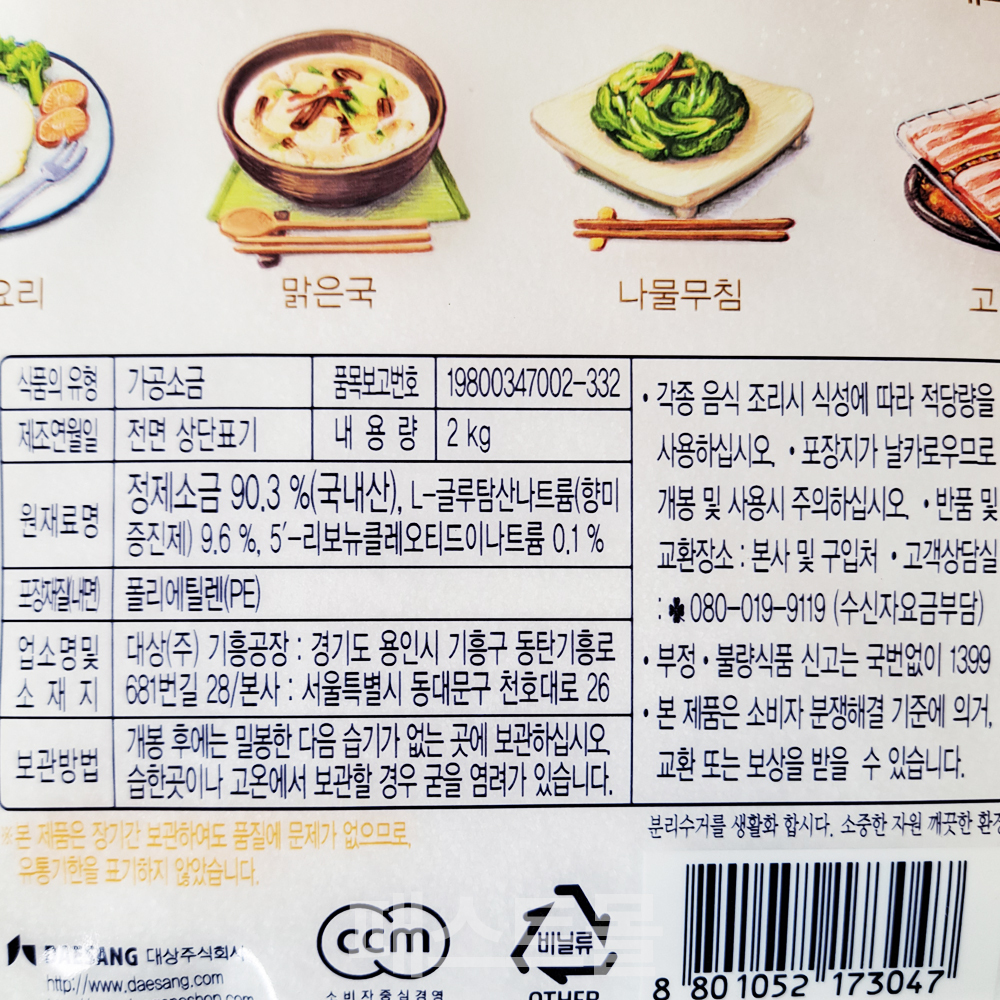 요리
맑은국
나물무침
고
식품의 유형 가공소금 품목보고번호 19800347002-332
제조연월일 전면 상단표기 내 용 량 2 kg
원재료명 정제소금 90.3 %(국내산), L-글루탐산나트륨(향미
증진제) 9.6 %, 5'-리보뉴클레오티드이나트륨 0.1 %
포장재질(내면) 폴리에틸렌(PE)
업소명 및 대상(주) 기흥공장 : 경기도 용인시 기흥구 동탄기흥로
소 재 지 681번길 28/본사 : 서울특별시 동대문구 천호대로 26
보관방법 개봉 후에는 밀봉한 다음 습기가 없는 곳에 보관하십시오.
습한곳이나 고온에서 보관할 경우 굳을 염려가 있습니다.
• 각종 음식 조리시 식성에 따라 적당량을
사용하십시오. • 포장지가 날카로우므로
개봉 및 사용시 주의하십시오. • 반품 및
교환장소 : 본사 및 구입처 • 고객상담실
: 080-019-9119 (수신자요금부담)
• 부정 • 불량식품 신고는 국번없이 1399
• 본 제품은 소비자 분쟁해결 기준에 의거,
교환 또는 보상을 받을 수 있습니다.
※본 제품은 장기간 보관하여도 품질에 문제가 없으므로,
유통기한을 표기하지 않았습니다.
분리수거를 생활화 합시다. 소중한 자원 깨끗한 환경
DAESANG 대상주식회사
http://www.daesang.com
ccm
소비자중심경영
비닐류
OTHER
8 801052 173047